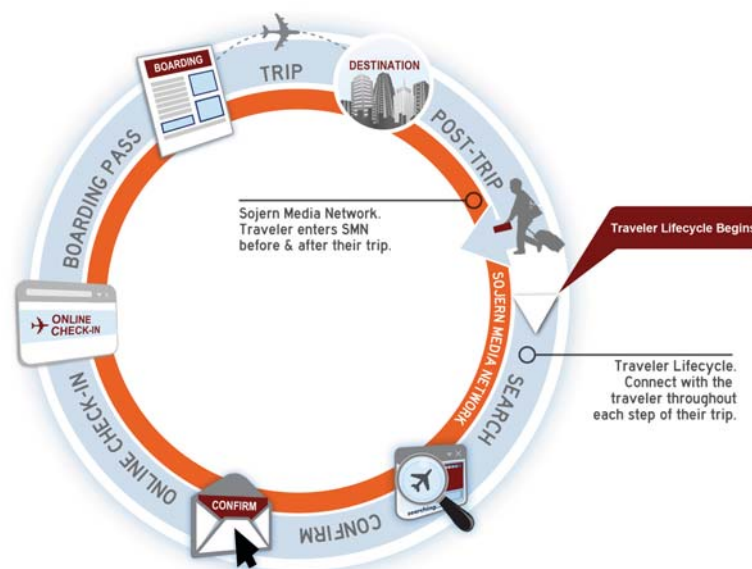 BOARDING
TRIP
DESTINATION
POST-TRIP
Sojern Media Network.
Traveler enters SMN
before & after their trip.
Traveler Lifecycle Begins
SOJERN MEDIA NETWORK
Traveler Lifecycle.
Connect with the
traveler throughout
each step of their trip.
SEARCH
searching...
CONFIRM
CONFIRM
ONLINE CHECK-IN
ONLINE
CHECK-IN
BOARDING PASS